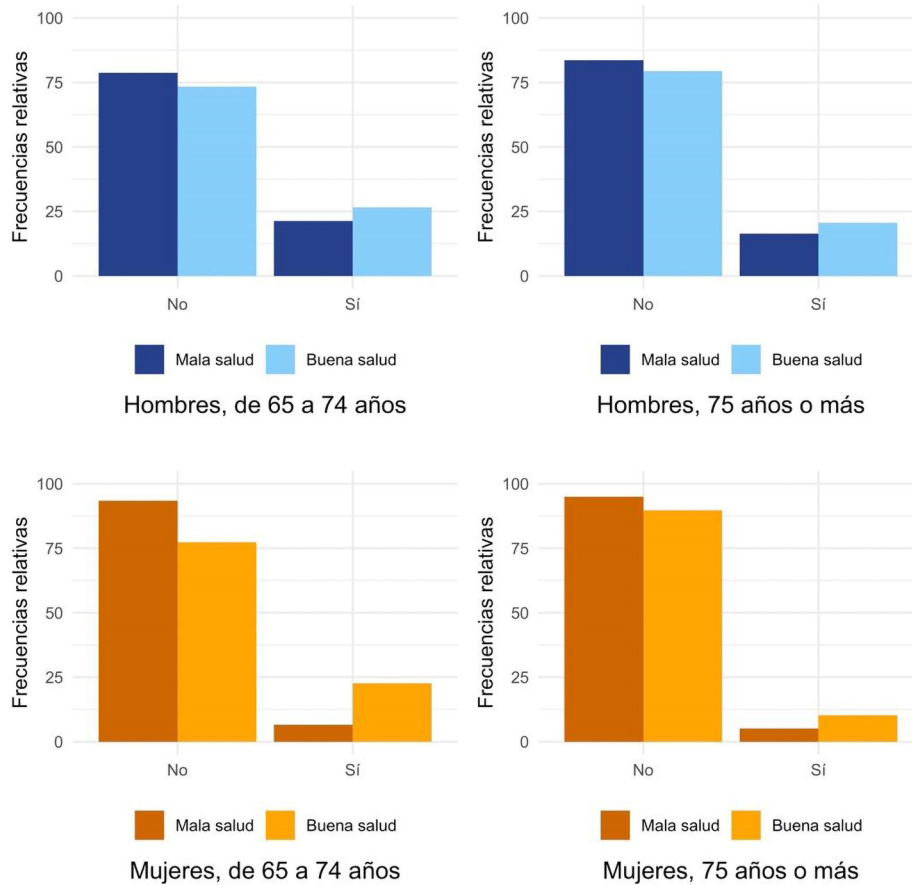 Frecuencias relativas
100
75
50
25
0
No
Sí
Mala salud
Buena salud
Hombres, de 65 a 74 años
Frecuencias relativas
100
75
50
25
0
No
Sí
Mala salud
Buena salud
Hombres, 75 años o más
Frecuencias relativas
100
75
50
25
0
No
Sí
Mala salud
Buena salud
Mujeres, de 65 a 74 años
Frecuencias relativas
100
75
50
25
0
No
Sí
Mala salud
Buena salud
Mujeres, 75 años o más